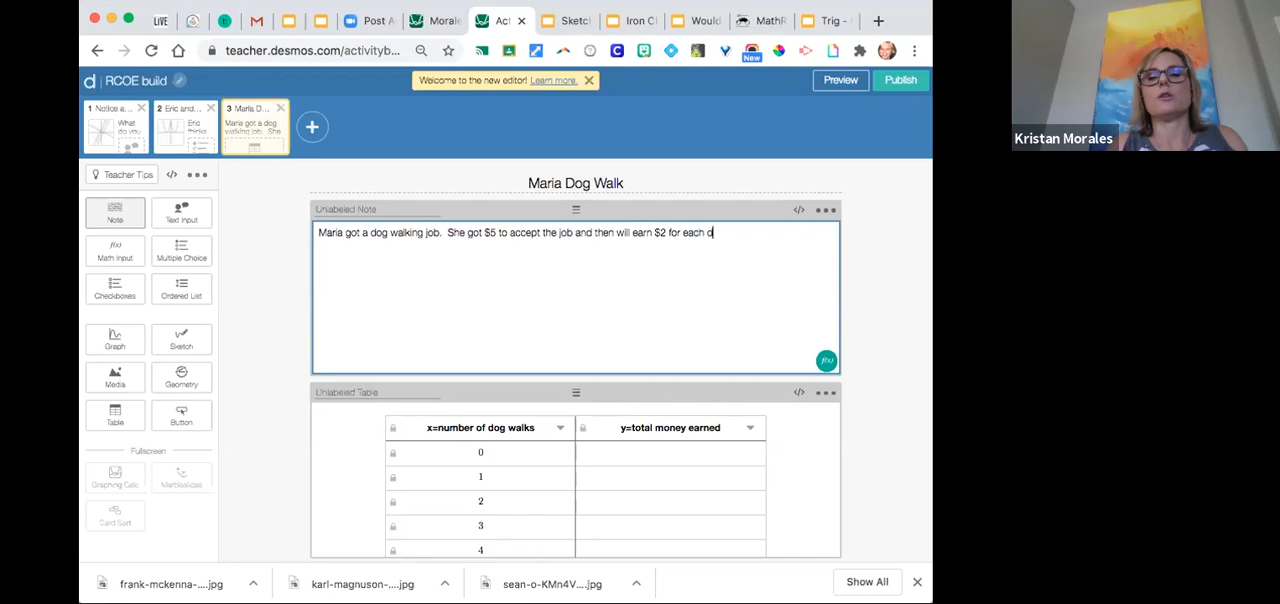 LIVE
Post A
Morale
Act
Sketch
Iron C
Would
MathR
Trig -
teacher.desmos.com/activityb...
New
d | RCOE build
Welcome to the new editor! Learn more.
Preview
Publish
1 Notice a...
What
do you
2 Eric and...
Eric
thinks
3 Maria D...
Maria got a dog
walking job. She
Kristan Morales
Teacher Tips
Maria Dog Walk
Note
Text Input
f(x)
Math Input
Multiple Choice
Checkboxes
Ordered List
Graph
Sketch
Media
Geometry
Table
Button
Fullscreen
Graphing Calc
Marbleslides
Card Sort
Unlabeled Note
Maria got a dog walking job. She got $5 to accept the job and then will earn $2 for each d
f(x)
Unlabeled Table
x=number of dog walks
y=total money earned
0
1
2
3
4
frank-mckenna-....jpg
karl-magnuson-....jpg
sean-o-KMn4V....jpg
Show All